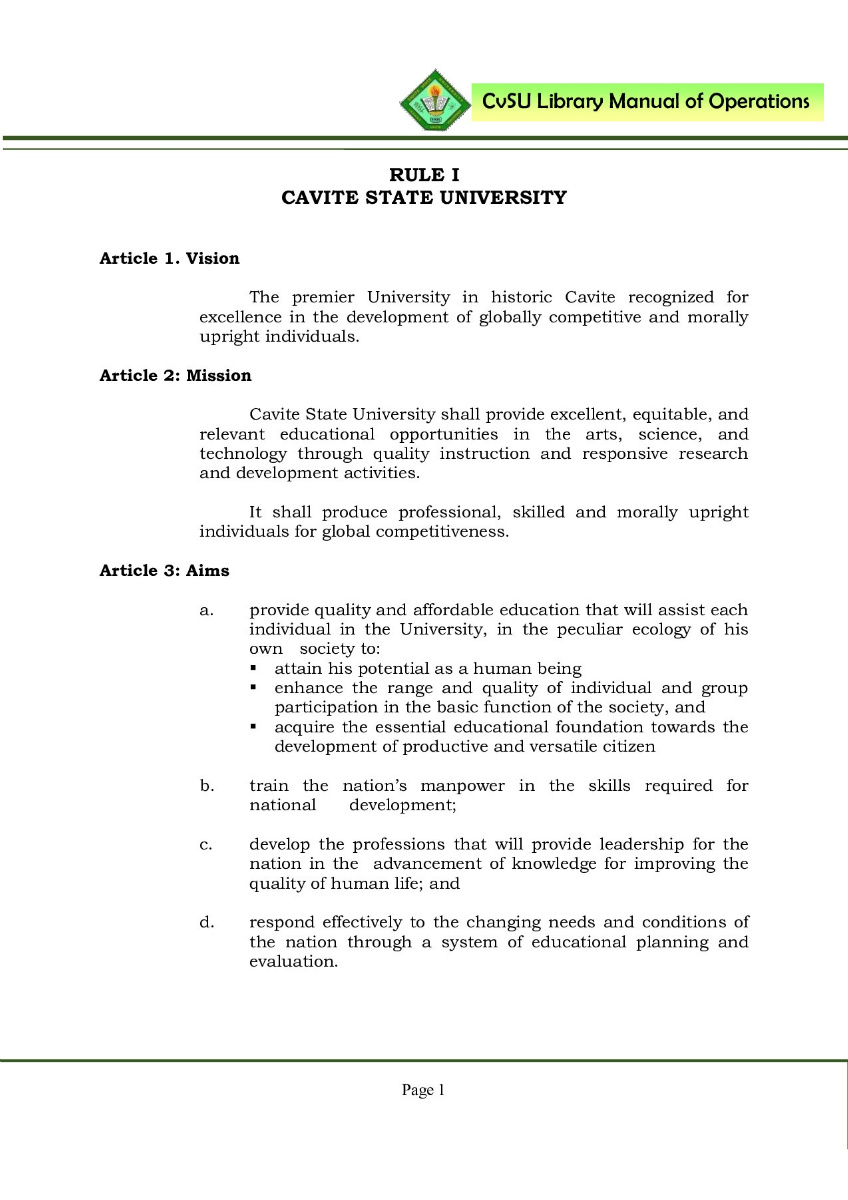 CvSU Library Manual of Operations
RULE I
CAVITE STATE UNIVERSITY
Article 1. Vision
The premier University in historic Cavite recognized for
excellence in the development of globally competitive and morally
upright individuals.
Article 2: Mission
Cavite State University shall provide excellent, equitable, and
relevant educational opportunities in the arts, science, and
technology through quality instruction and responsive research
and development activities.
It shall produce professional, skilled and morally upright
individuals for global competitiveness.
Article 3: Aims
a. provide quality and affordable education that will assist each
individual in the University, in the peculiar ecology of his
own society to:
▪ attain his potential as a human being
▪ enhance the range and quality of individual and group
participation in the basic function of the society, and
▪ acquire the essential educational foundation towards the
development of productive and versatile citizen
b. train the nation’s manpower in the skills required for
national development;
c. develop the professions that will provide leadership for the
nation in the advancement of knowledge for improving the
quality of human life; and
d. respond effectively to the changing needs and conditions of
the nation through a system of educational planning and
evaluation.
Page 1